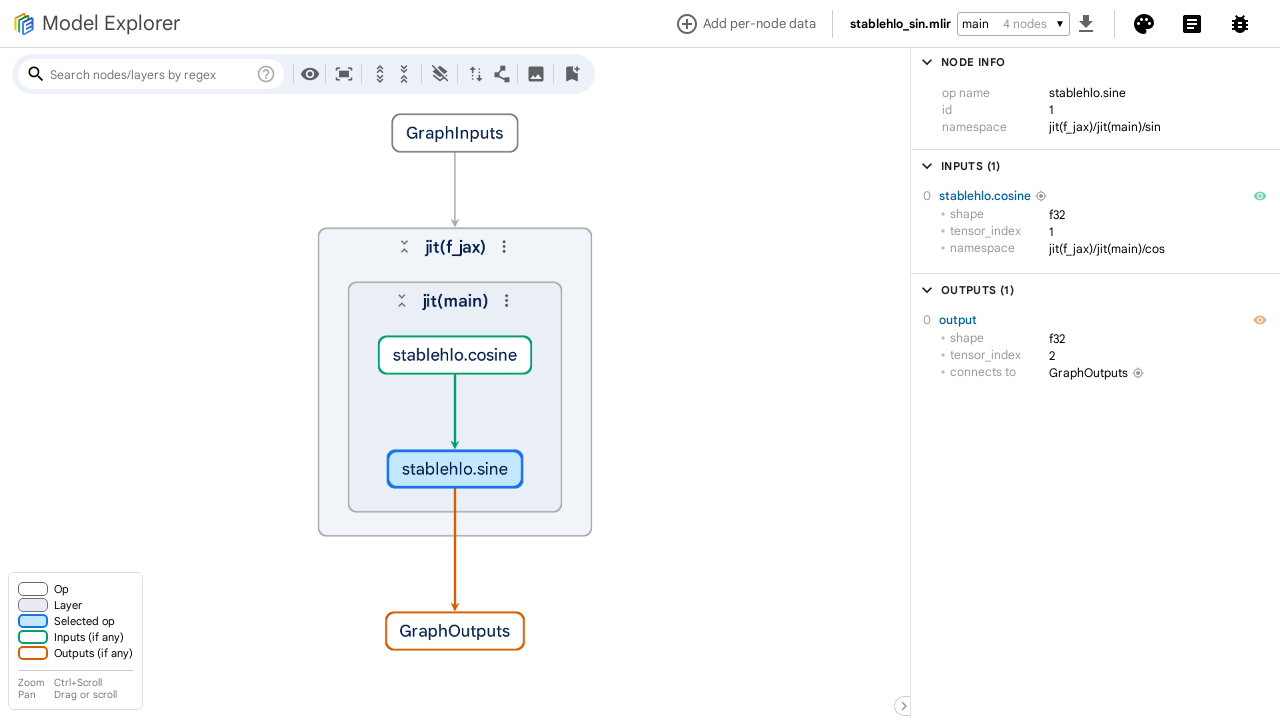 Model Explorer
Add per-node data
stablehlo_sin.mlir
main 4 nodes
Search nodes/layers by regex
GraphInputs
jit(f_jax)
jit(main)
stablehlo.cosine
stablehlo.sine
GraphOutputs
Op
Layer
Selected op
Inputs (if any)
Outputs (if any)
Zoom Ctrl+Scroll
Pan Drag or scroll
NODE INFO
op name stablehlo.sine
id 1
namespace jit(f_jax)/jit(main)/sin
INPUTS (1)
0 stablehlo.cosine
• shape f32
• tensor_index 1
• namespace jit(f_jax)/jit(main)/cos
OUTPUTS (1)
0 output
• shape f32
• tensor_index 2
• connects to GraphOutputs